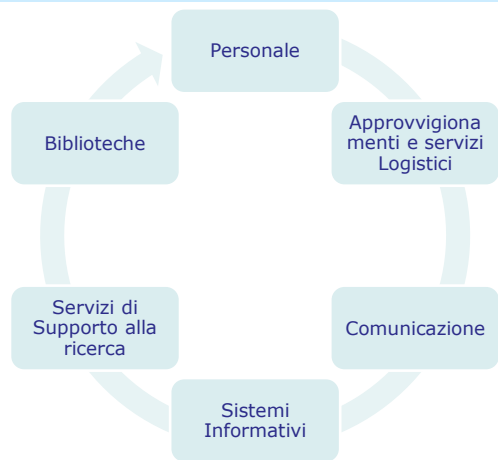 Personale
Approvvigiona
menti e servizi
Logistici
Comunicazione
Sistemi
Informativi
Servizi di
Supporto alla
ricerca
Biblioteche